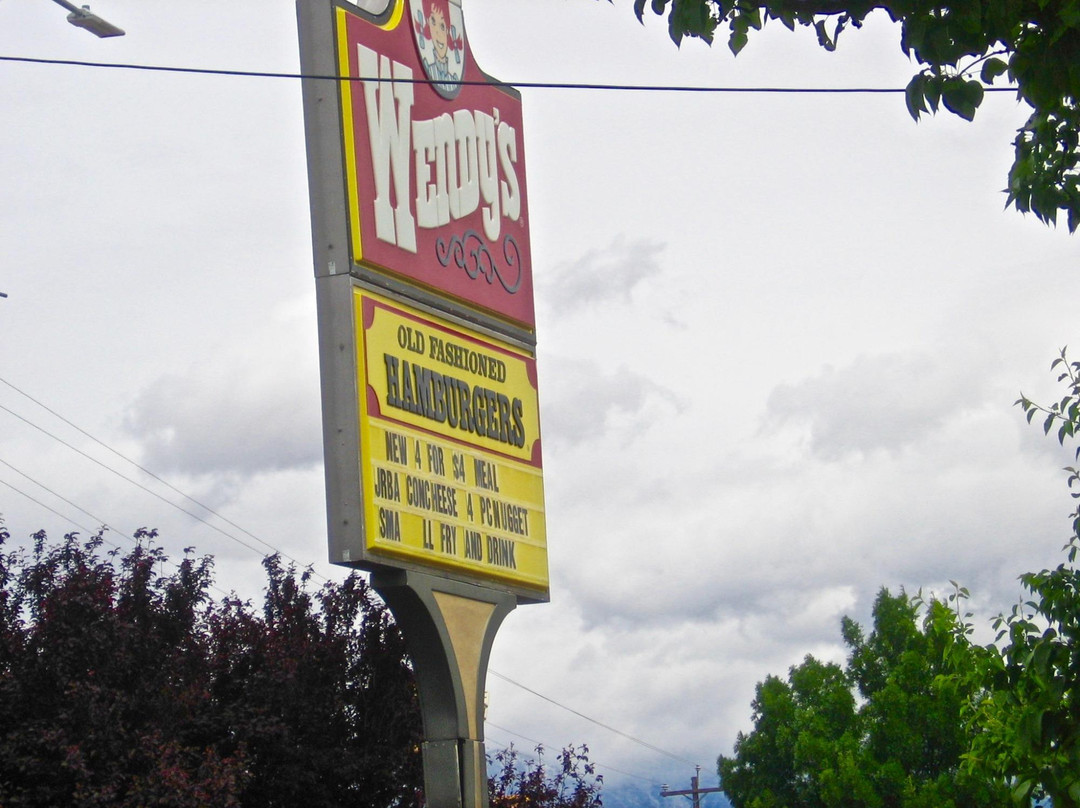 WENDY'S
OLD FASHIONED
HAMBURGERS
NEW 4 FOR $4 MEAL
JRBA CONCHEESE 4 PCNUGGET
SMA LL FRY AND DRINK